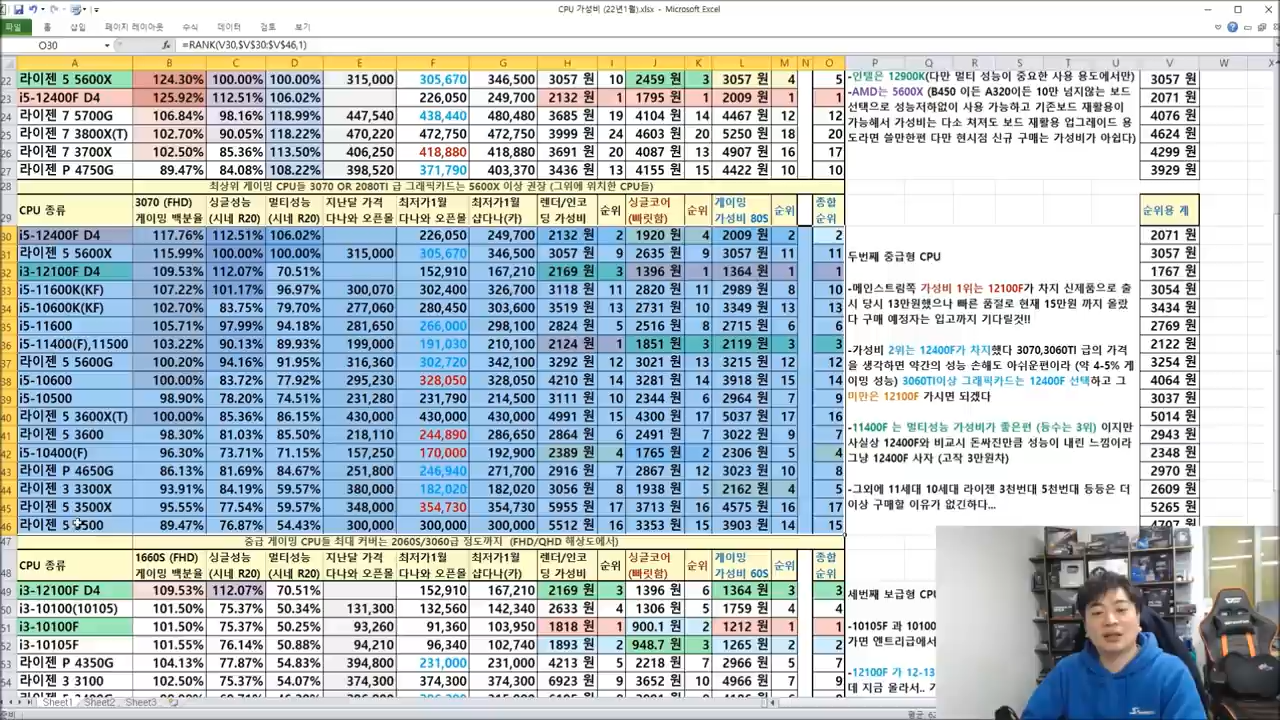 CPU 가성비 (22년1월).xlsx - Microsoft Excel
파일 홈 삽입 페이지 레이아웃 수식 데이터 검토 보기
O30 fx =RANK(V30,$V$30:$V$46,1)
A B C D E F G H I J K L M N O P Q R S T U V W X
22 라이젠 5 5600X 124.30% 100.00% 100.00% 315,000 305,670 346,500 3057 원 10 2459 원 3 3057 원 4 5 3057 원
23 i5-12400F D4 125.92% 112.51% 106.02% 226,050 249,700 2132 원 1 1795 원 1 2009 원 1 1 2071 원
24 라이젠 7 5700G 106.84% 98.16% 118.99% 447,540 438,440 480,480 3685 원 19 4104 원 14 4467 원 12 12 4076 원
25 라이젠 7 3800X(T) 102.70% 90.05% 118.22% 470,220 472,750 472,750 3999 원 24 4603 원 20 5250 원 18 20 4624 원
26 라이젠 7 3700X 102.50% 85.36% 113.50% 406,250 418,880 418,880 3691 원 20 4087 원 13 4907 원 16 17 4299 원
27 라이젠 P 4750G 89.47% 84.08% 108.22% 398,520 371,790 403,370 3436 원 13 4155 원 15 4422 원 10 10 3929 원
-인텔은 12900K(다만 멀티 성능이 중요한 사용 용도에서만)
-AMD는 5600X (B450 이든 A320이든 10만 넘지않는 보드
선택으로 성능저하없이 사용 가능하고 기존보드 재활용이
가능해서 가성비는 다소 처져도 보드 재활용 업그레이드 용
도라면 쓸만한편 다만 현시점 신규 구매는 가성비가 아쉽다)
28 최상위 게이밍 CPU들 3070 OR 2080TI 급 그래픽카드는 5600X 이상 권장 (그위에 위치한 CPU들)
29 CPU 종류 3070 (FHD) 싱글성능 멀티성능 지난달 가격 최저가1월 최저가1월 렌더/인코 순위 싱글코어 순위 게이밍 순위 종합 순위용 계
게이밍 백분율 (시네 R20) (시네 R20) 다나와 오픈몰 다나와 오픈몰 샵다나(카) 딩 가성비 (빠릿함) 가성비 80S 순위
30 i5-12400F D4 117.76% 112.51% 106.02% 226,050 249,700 2132 원 2 1920 원 4 2009 원 2 2 2071 원
31 라이젠 5 5600X 115.99% 100.00% 100.00% 315,000 305,670 346,500 3057 원 9 2635 원 9 3057 원 11 11 3057 원
32 i3-12100F D4 109.53% 112.07% 70.51% 152,910 167,210 2169 원 3 1396 원 1 1364 원 1 1 1767 원
33 i5-11600K(KF) 107.72% 101.17% 96.97% 300,070 302,400 326,700 3118 원 11 2820 원 11 2989 원 8 10 3054 원
34 i5-10600K(KF) 102.70% 83.75% 79.70% 277,060 280,450 303,600 3519 원 13 2731 원 10 3349 원 13 13 3434 원
35 i5-11600 105.71% 97.99% 94.18% 281,650 266,000 298,100 2824 원 5 2516 원 8 2715 원 6 6 2769 원
36 i5-11400(F),11500 103.22% 90.13% 89.93% 199,000 191,030 210,100 2124 원 1 1851 원 3 2119 원 3 3 2122 원
37 라이젠 5 5600G 100.20% 94.16% 91.95% 316,360 302,720 342,100 3292 원 12 3021 원 13 3215 원 12 12 3254 원
38 i5-10600 100.00% 83.72% 77.92% 295,230 328,050 328,050 4210 원 14 3281 원 14 3918 원 15 14 4064 원
39 i5-10500 98.90% 78.20% 74.51% 231,280 231,790 214,500 3111 원 10 2344 원 6 2964 원 7 9 3037 원
40 라이젠 5 3600X(T) 100.00% 85.36% 86.15% 430,000 430,000 430,000 4991 원 15 4300 원 17 5037 원 17 16 5014 원
41 라이젠 5 3600 98.30% 81.03% 85.50% 218,110 244,890 286,650 2864 원 6 2491 원 7 3022 원 9 7 2943 원
42 i5-10400(F) 96.30% 73.71% 71.15% 157,250 170,000 192,900 2389 원 4 1765 원 2 2306 원 5 4 2348 원
43 라이젠 P 4650G 86.13% 81.69% 84.67% 251,800 246,940 271,700 2916 원 7 2867 원 12 3023 원 10 8 2970 원
44 라이젠 3 3300X 93.91% 84.19% 59.57% 380,000 182,020 182,020 3056 원 8 1938 원 5 2162 원 4 5 2609 원
45 라이젠 5 3500X 95.55% 77.54% 59.57% 348,000 354,730 354,730 5955 원 17 3713 원 16 4576 원 16 17 5265 원
46 라이젠 5 3500 89.47% 76.87% 54.43% 300,000 300,000 300,000 5512 원 16 3353 원 15 3903 원 14 15 4707 원
두번째 중급형 CPU
-메인스트림쪽 가성비 1위는 12100F가 차지 신제품으로 출
시 당시 13만원했으나 빠른 품절로 현재 15만원 까지 올랐
다 구매 예정자는 입고까지 기다릴것!!
-가성비 2위는 12400F가 차지했다 3070,3060TI 급의 가격
을 생각하면 약간의 성능 손해도 아쉬운편이라 (약 4-5% 게
이밍 성능) 3060TI이상 그래픽카드는 12400F 선택하고 그
미만은 12100F 가시면 되겠다
-11400F 는 멀티성능 가성비가 좋은편 (등수는 3위) 이지만
사실상 12400F와 비교시 돈싸진만큼 성능이 내린 느낌이라
그냥 12400F 사자 (고작 3만원차)
-그외에 11세대 10세대 라이젠 3천번대 5천번대 등등은 더
이상 구매할 이유가 없긴하다...
47 중급 게이밍 CPU들 최대 커버는 2060S/3060급 정도까지 (FHD/QHD 해상도에서)
48 CPU 종류 1660S (FHD) 싱글성능 멀티성능 지난달 가격 최저가1월 최저가1월 렌더/인코 순위 싱글코어 순위 게이밍 순위 종합
게이밍 백분율 (시네 R20) (시네 R20) 다나와 오픈몰 다나와 오픈몰 샵다나(카) 딩 가성비 (빠릿함) 가성비 60S 순위
49 i3-12100F D4 109.53% 112.07% 70.51% 152,910 167,210 2169 원 3 1396 원 6 1364 원 3 3
50 i3-10100(10105) 101.50% 75.37% 50.34% 131,300 132,560 142,340 2633 원 4 1306 원 5 1759 원 4 4
51 i3-10100F 101.50% 75.37% 50.25% 93,260 91,360 103,950 1818 원 1 900.1 원 2 1212 원 1 1
52 i3-10105F 101.55% 76.14% 50.88% 94,210 96,340 102,740 1893 원 2 948.7 원 3 1265 원 2 2
53 라이젠 P 4350G 104.13% 77.87% 54.83% 394,800 231,000 231,000 4213 원 5 2218 원 7 2966 원 5 7
54 라이젠 3 3100 102.50% 75.37% 54.07% 374,300 374,300 374,300 6923 원 9 3652 원 10 4966 원 9 9
세번째 보급형 CPU
-10105F 과 10100
가면 엔트리급에서
-12100F 가 12-13
데 지금 올라서.. 가
Sheet1 Sheet2 Sheet3
준비